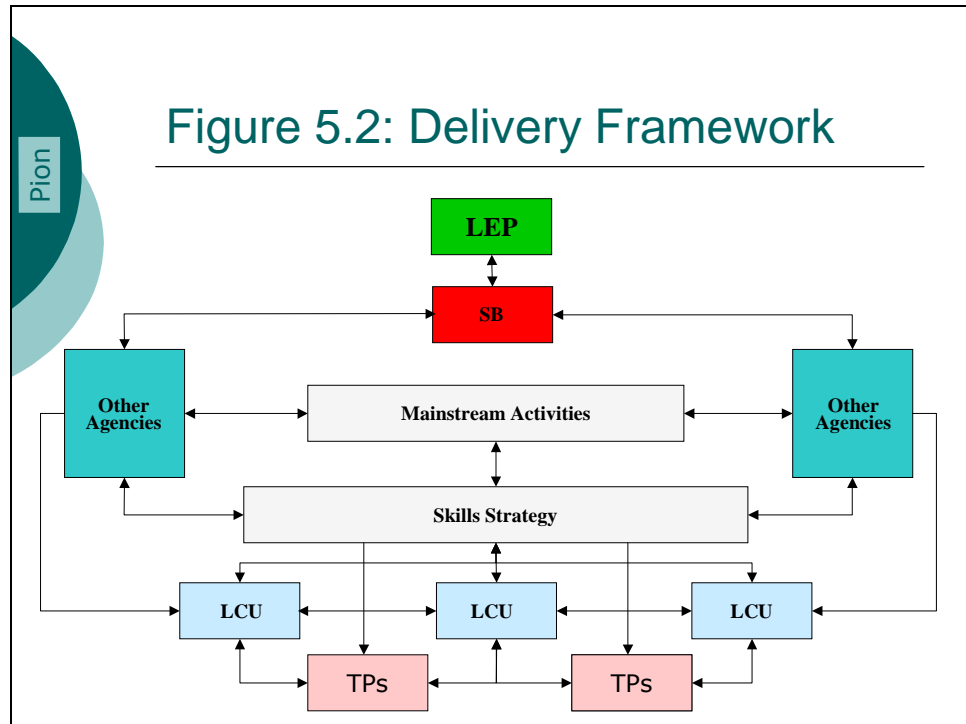 Pion
Figure 5.2: Delivery Framework
LEP
SB
Other
Agencies
Mainstream Activities
Other
Agencies
Skills Strategy
LCU
LCU
LCU
TPs
TPs